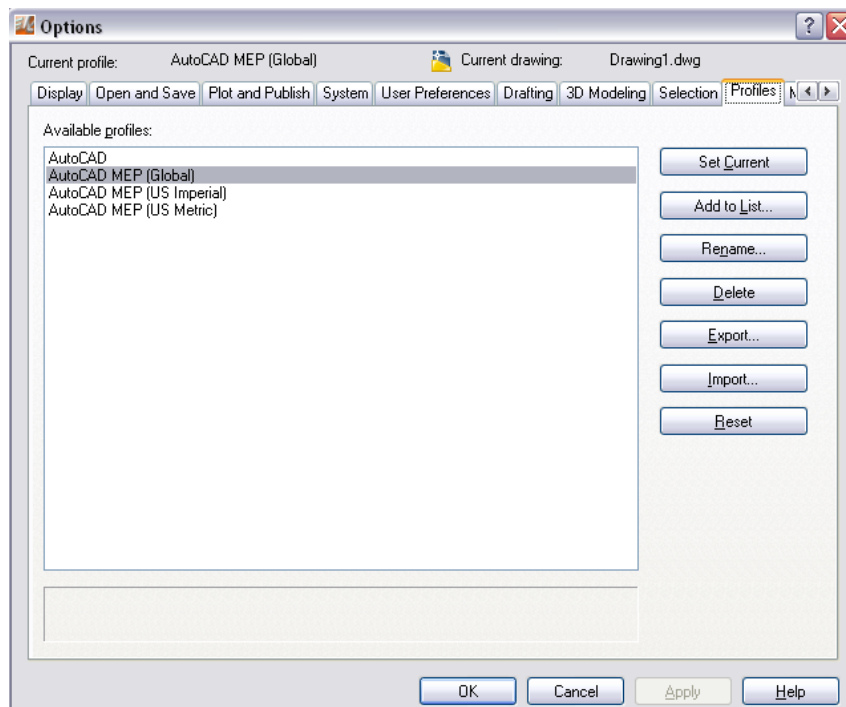 Options
Current profile: AutoCAD MEP (Global) Current drawing: Drawing1.dwg
Display Open and Save Plot and Publish System User Preferences Drafting 3D Modeling Selection Profiles
Available profiles:
AutoCAD
AutoCAD MEP (Global)
AutoCAD MEP (US Imperial)
AutoCAD MEP (US Metric)
Set Current
Add to List...
Rename...
Delete
Export...
Import...
Reset
OK Cancel Apply Help